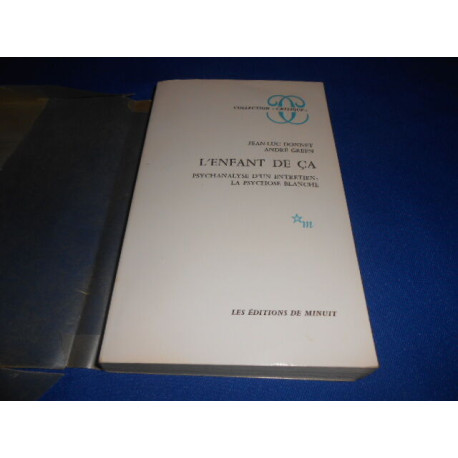 COLLECTION « CRITIQUE »
JEAN-LUC DONNET
ANDRÉ GREEN
L'ENFANT DE ÇA
PSYCHANALYSE D'UN ENTRETIEN :
LA PSYCHOSE BLANCHE
m
LES ÉDITIONS DE MINUIT